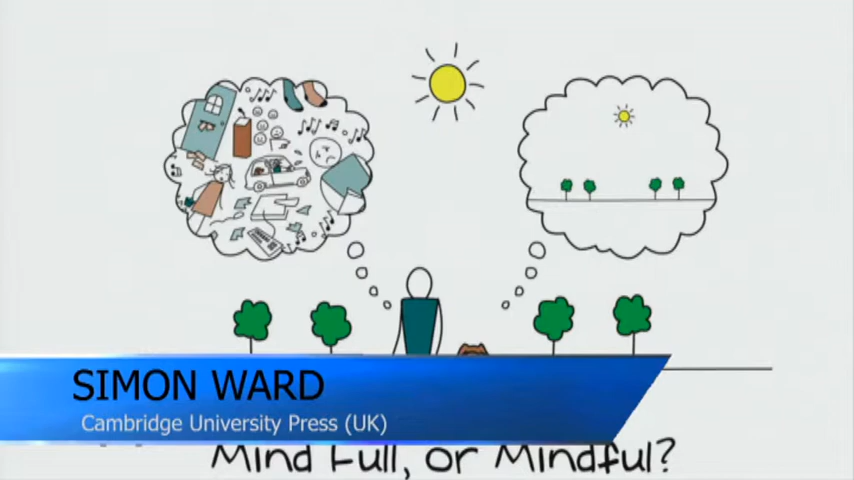 SIMON WARD
Cambridge University Press (UK)
Mind Full, or Mindful?